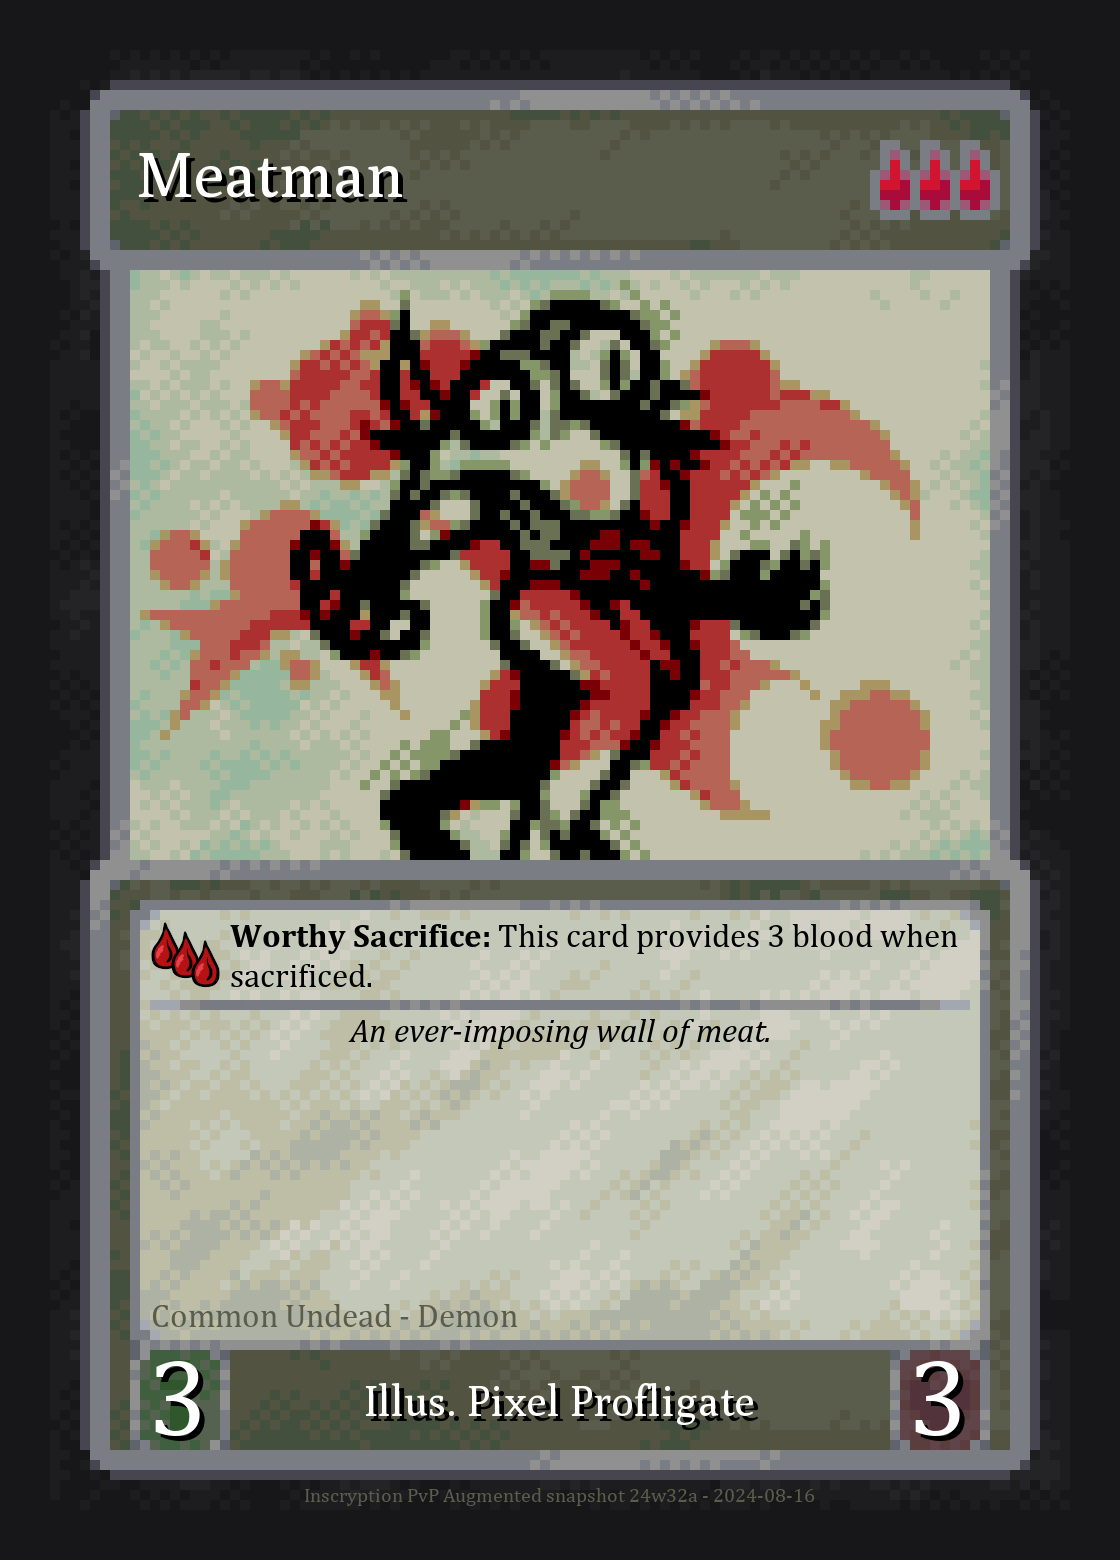 Meatman
Worthy Sacrifice: This card provides 3 blood when
sacrificed.
An ever-imposing wall of meat.
Common Undead - Demon
3
Illus. Pixel Profligate
3
Inscryption PvP Augmented snapshot 24w32a - 2024-08-16